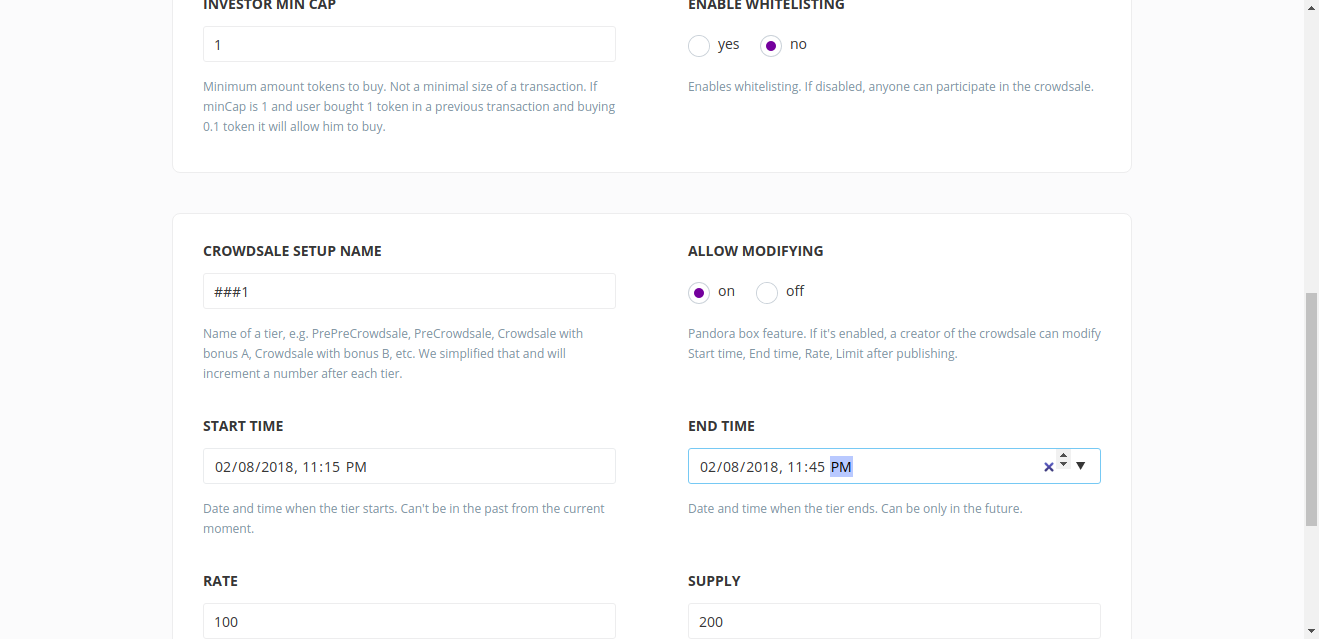 INVESTOR MIN CAP
ENABLE WHITELISTING
1
yes no
Minimum amount tokens to buy. Not a minimal size of a transaction. If
minCap is 1 and user bought 1 token in a previous transaction and buying
0.1 token it will allow him to buy.
Enables whitelisting. If disabled, anyone can participate in the crowdsale.
CROWDSALE SETUP NAME
ALLOW MODIFYING
###1
on off
Name of a tier, e.g. PrePreCrowdsale, PreCrowdsale, Crowdsale with
bonus A, Crowdsale with bonus B, etc. We simplified that and will
increment a number after each tier.
Pandora box feature. If it's enabled, a creator of the crowdsale can modify
Start time, End time, Rate, Limit after publishing.
START TIME
END TIME
02/08/2018, 11:15 PM
02/08/2018, 11:45 PM
Date and time when the tier starts. Can't be in the past from the current
moment.
Date and time when the tier ends. Can be only in the future.
RATE
SUPPLY
100
200